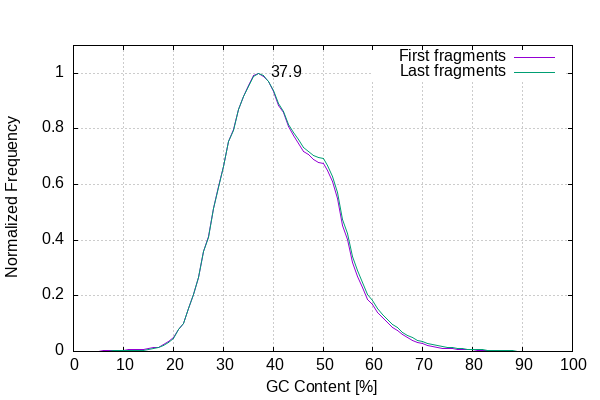 First fragments
Last fragments
37.9
1
0.8
0.6
0.4
0.2
0
Normalized Frequency
0 10 20 30 40 50 60 70 80 90 100
GC Content [%]